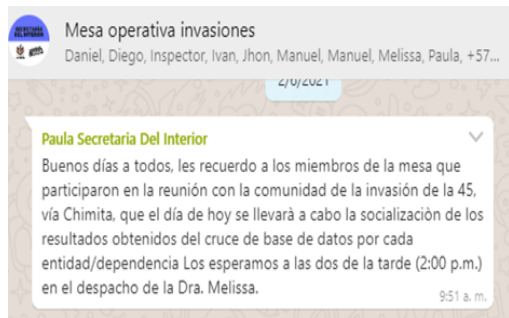 SECRETARÍA
DEL INTERIOR
Mesa operativa invasiones
Daniel, Diego, Inspector, Ivan, Jhon, Manuel, Manuel, Melissa, Paula, +57...
2/6/2021
Paula Secretaria Del Interior
Buenos días a todos, les recuerdo a los miembros de la mesa que
participaron en la reunión con la comunidad de la invasión de la 45,
vía Chimita, que el día de hoy se llevarà a cabo la socializaciòn de los
resultados obtenidos del cruce de base de datos por cada
entidad/dependencia Los esperamos a las dos de la tarde (2:00 p.m.)
en el despacho de la Dra. Melissa.
9:51 a. m.